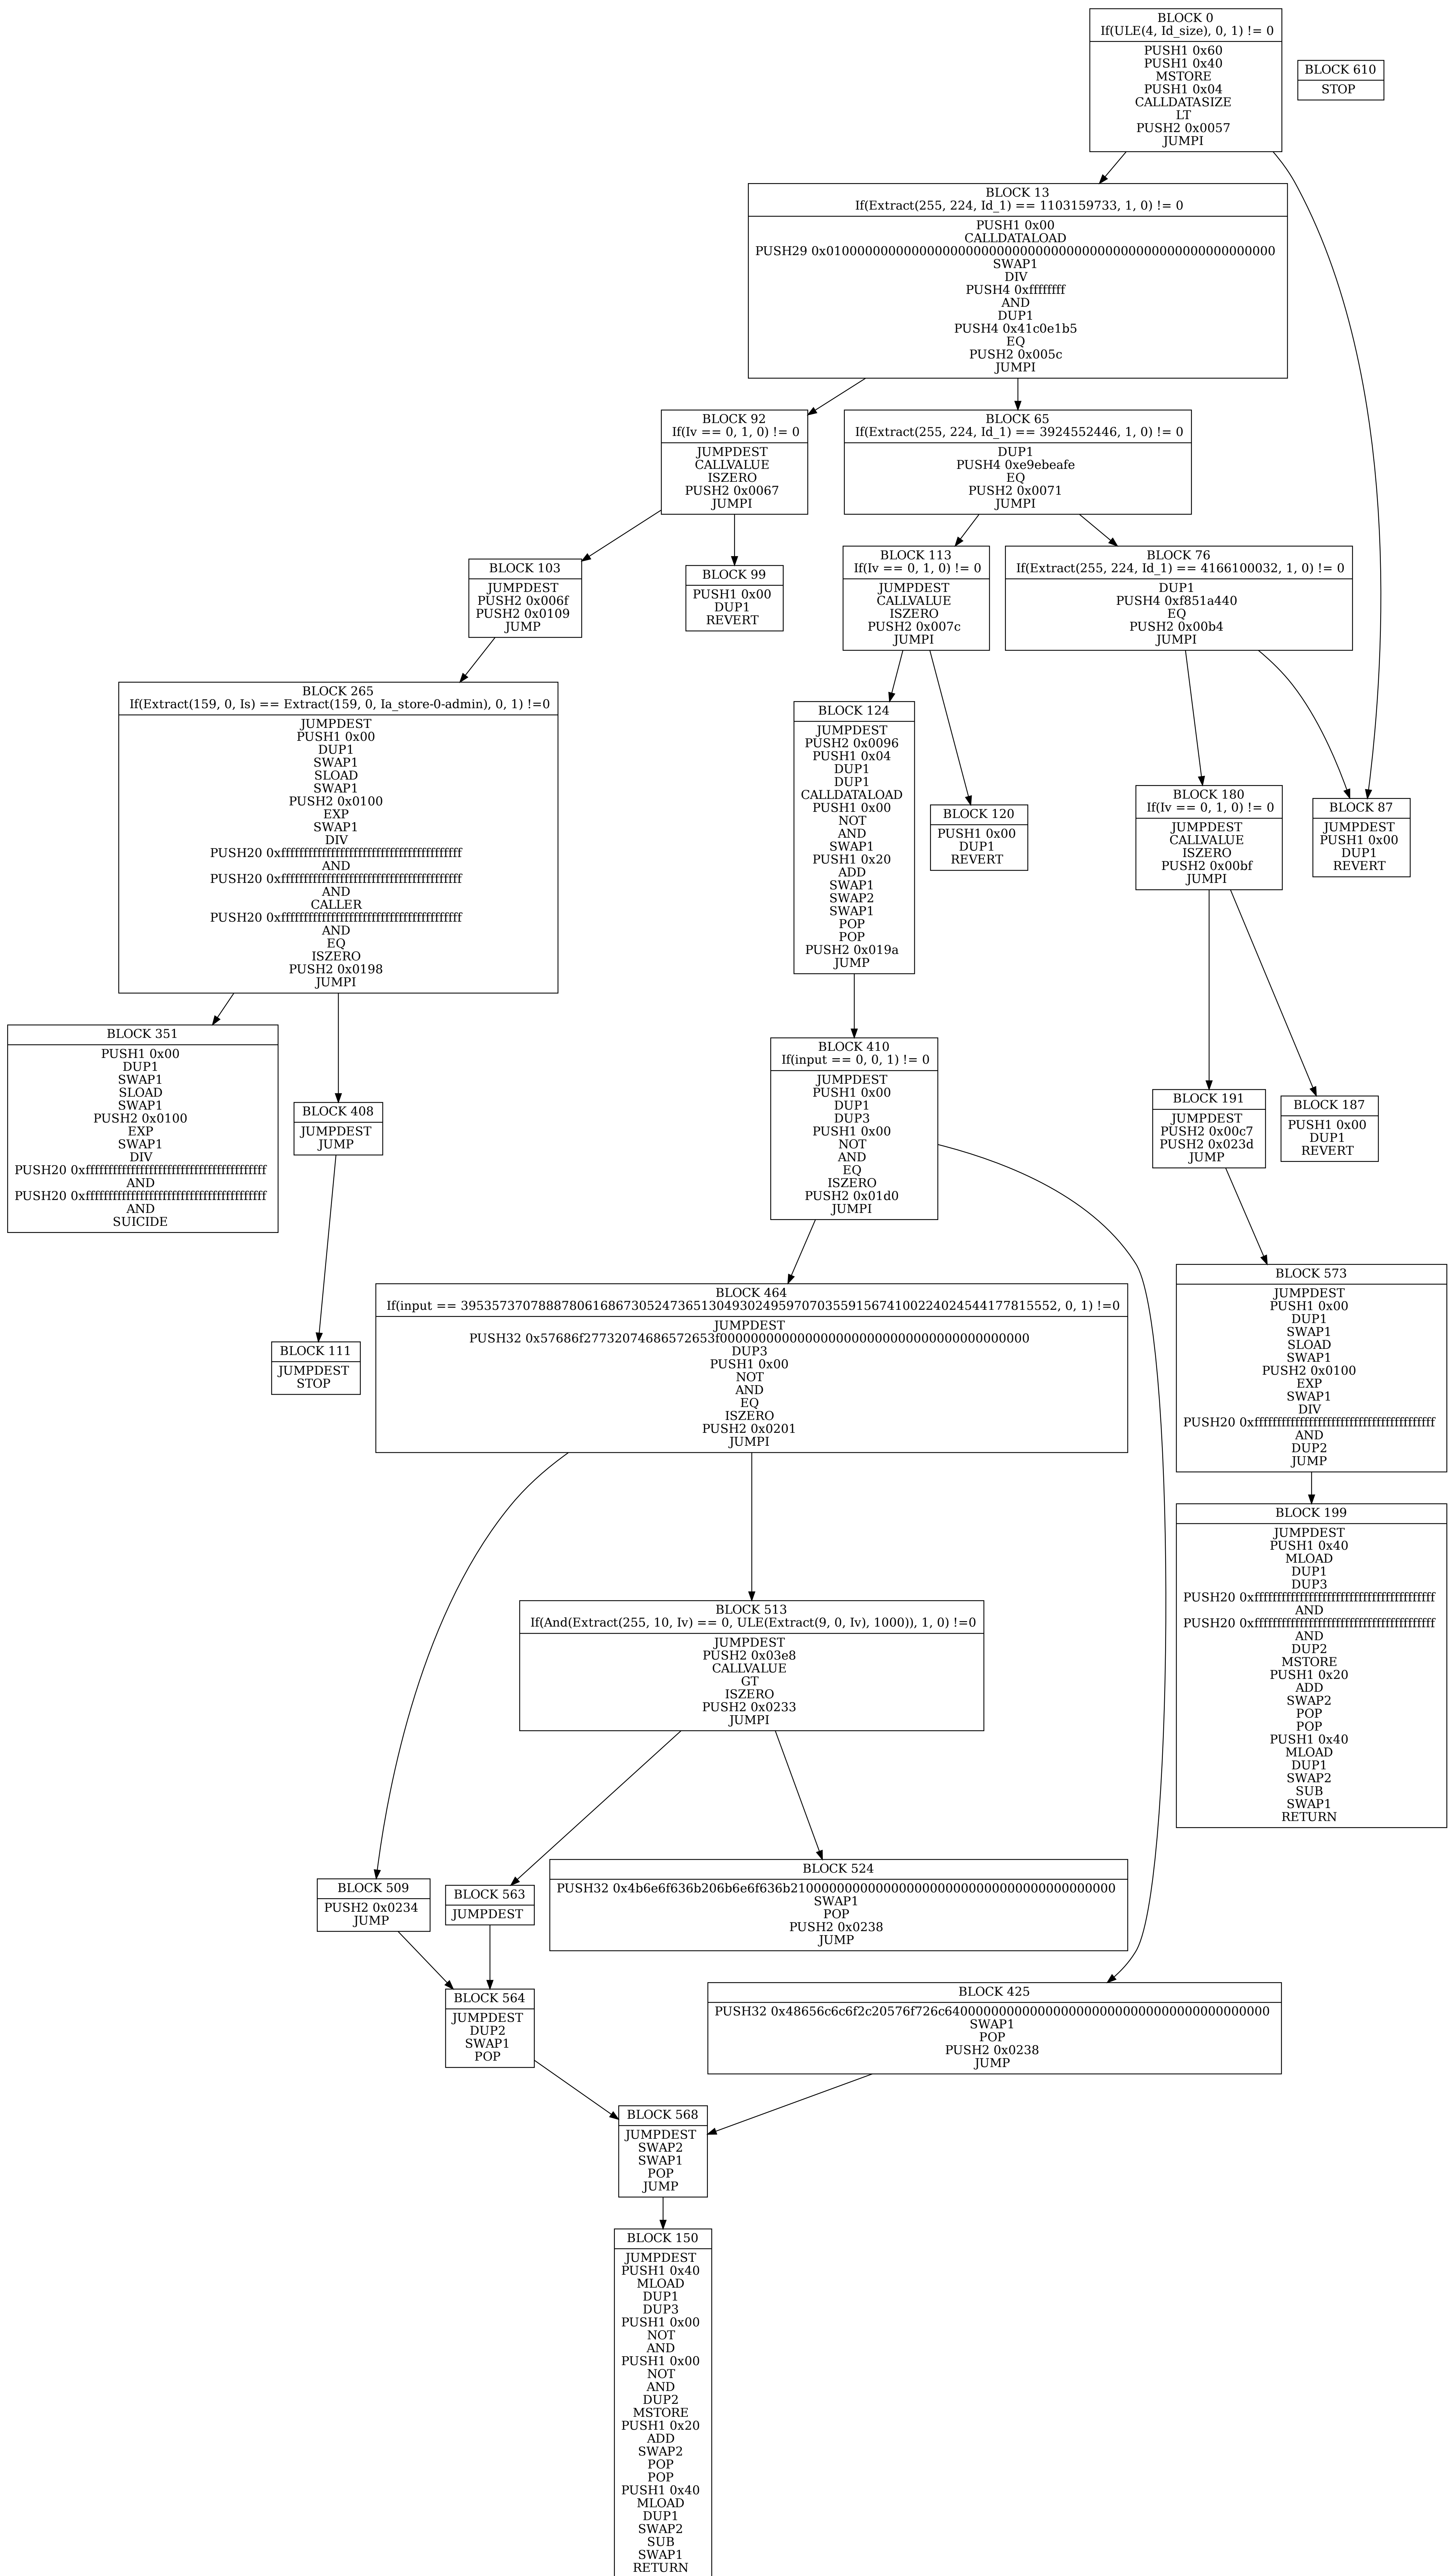 BLOCK 0
If(ULE(4, Id_size), 0, 1) != 0
PUSH1 0x60
PUSH1 0x40
MSTORE
PUSH1 0x04
CALLDATASIZE
LT
PUSH2 0x0057
JUMPI
BLOCK 610
STOP
BLOCK 13
If(Extract(255, 224, Id_1) == 1103159733, 1, 0) != 0
PUSH1 0x00
CALLDATALOAD
PUSH29 0x0100000000000000000000000000000000000000000000000000000000
SWAP1
DIV
PUSH4 0xffffffff
AND
DUP1
PUSH4 0x41c0e1b5
EQ
PUSH2 0x005c
JUMPI
BLOCK 92
If(Iv == 0, 1, 0) != 0
JUMPDEST
CALLVALUE
ISZERO
PUSH2 0x0067
JUMPI
BLOCK 65
If(Extract(255, 224, Id_1) == 3924552446, 1, 0) != 0
DUP1
PUSH4 0xe9ebeafe
EQ
PUSH2 0x0071
JUMPI
BLOCK 103
JUMPDEST
PUSH2 0x006f
PUSH2 0x0109
JUMP
BLOCK 99
PUSH1 0x00
DUP1
REVERT
BLOCK 113
If(Iv == 0, 1, 0) != 0
JUMPDEST
CALLVALUE
ISZERO
PUSH2 0x007c
JUMPI
BLOCK 76
If(Extract(255, 224, Id_1) == 4166100032, 1, 0) != 0
DUP1
PUSH4 0xf851a440
EQ
PUSH2 0x00b4
JUMPI
BLOCK 265
If(Extract(159, 0, Is) == Extract(159, 0, Ia_store-0-admin), 0, 1) !=0
JUMPDEST
PUSH1 0x00
DUP1
SWAP1
SLOAD
SWAP1
PUSH2 0x0100
EXP
SWAP1
DIV
PUSH20 0xffffffffffffffffffffffffffffffffffffffff
AND
PUSH20 0xffffffffffffffffffffffffffffffffffffffff
AND
CALLER
PUSH20 0xffffffffffffffffffffffffffffffffffffffff
AND
EQ
ISZERO
PUSH2 0x0198
JUMPI
BLOCK 124
JUMPDEST
PUSH2 0x0096
PUSH1 0x04
DUP1
DUP1
CALLDATALOAD
PUSH1 0x00
NOT
AND
SWAP1
PUSH1 0x20
ADD
SWAP1
SWAP2
SWAP1
POP
POP
PUSH2 0x019a
JUMP
BLOCK 120
PUSH1 0x00
DUP1
REVERT
BLOCK 180
If(Iv == 0, 1, 0) != 0
JUMPDEST
CALLVALUE
ISZERO
PUSH2 0x00bf
JUMPI
BLOCK 87
JUMPDEST
PUSH1 0x00
DUP1
REVERT
BLOCK 351
PUSH1 0x00
DUP1
SWAP1
SLOAD
SWAP1
PUSH2 0x0100
EXP
SWAP1
DIV
PUSH20 0xffffffffffffffffffffffffffffffffffffffff
AND
PUSH20 0xffffffffffffffffffffffffffffffffffffffff
AND
SUICIDE
BLOCK 408
JUMPDEST
JUMP
BLOCK 410
If(input == 0, 0, 1) != 0
JUMPDEST
PUSH1 0x00
DUP1
DUP3
PUSH1 0x00
NOT
AND
EQ
ISZERO
PUSH2 0x01d0
JUMPI
BLOCK 191
JUMPDEST
PUSH2 0x00c7
PUSH2 0x023d
JUMP
BLOCK 187
PUSH1 0x00
DUP1
REVERT
BLOCK 111
JUMPDEST
STOP
BLOCK 464
If(input == 39535737078887806168673052473651304930249597070355915674100224024544177815552, 0, 1) !=0
JUMPDEST
PUSH32 0x57686f27732074686572653f0000000000000000000000000000000000000000
DUP3
PUSH1 0x00
NOT
AND
EQ
ISZERO
PUSH2 0x0201
JUMPI
BLOCK 573
JUMPDEST
PUSH1 0x00
DUP1
SWAP1
SLOAD
SWAP1
PUSH2 0x0100
EXP
SWAP1
DIV
PUSH20 0xffffffffffffffffffffffffffffffffffffffff
AND
DUP2
JUMP
BLOCK 199
JUMPDEST
PUSH1 0x40
MLOAD
DUP1
DUP3
PUSH20 0xffffffffffffffffffffffffffffffffffffffff
AND
PUSH20 0xffffffffffffffffffffffffffffffffffffffff
AND
DUP2
MSTORE
PUSH1 0x20
ADD
SWAP2
POP
POP
PUSH1 0x40
MLOAD
DUP1
SWAP2
SUB
SWAP1
RETURN
BLOCK 513
If(And(Extract(255, 10, Iv) == 0, ULE(Extract(9, 0, Iv), 1000)), 1, 0) !=0
JUMPDEST
PUSH2 0x03e8
CALLVALUE
GT
ISZERO
PUSH2 0x0233
JUMPI
BLOCK 509
PUSH2 0x0234
JUMP
BLOCK 563
JUMPDEST
BLOCK 524
PUSH32 0x4b6e6f636b206b6e6f636b210000000000000000000000000000000000000000
SWAP1
POP
PUSH2 0x0238
JUMP
BLOCK 564
JUMPDEST
DUP2
SWAP1
POP
BLOCK 425
PUSH32 0x48656c6c6f2c20576f726c640000000000000000000000000000000000000000
SWAP1
POP
PUSH2 0x0238
JUMP
BLOCK 568
JUMPDEST
SWAP2
SWAP1
POP
JUMP
BLOCK 150
JUMPDEST
PUSH1 0x40
MLOAD
DUP1
DUP3
PUSH1 0x00
NOT
AND
PUSH1 0x00
NOT
AND
DUP2
MSTORE
PUSH1 0x20
ADD
SWAP2
POP
POP
PUSH1 0x40
MLOAD
DUP1
SWAP2
SUB
SWAP1
RETURN